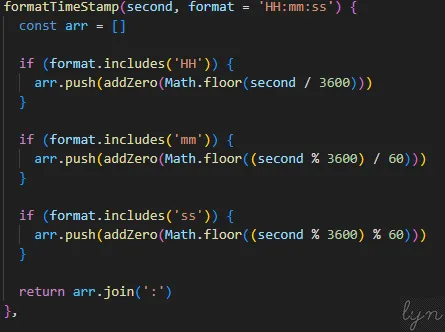 formatTimeStamp(second, format = 'HH:mm:ss') {
  const arr = []

  if (format.includes('HH')) {
    arr.push(addZero(Math.floor(second / 3600)))
  }

  if (format.includes('mm')) {
    arr.push(addZero(Math.floor((second % 3600) / 60)))
  }

  if (format.includes('ss')) {
    arr.push(addZero(Math.floor((second % 3600) % 60)))
  }

  return arr.join(':')
},
lyn